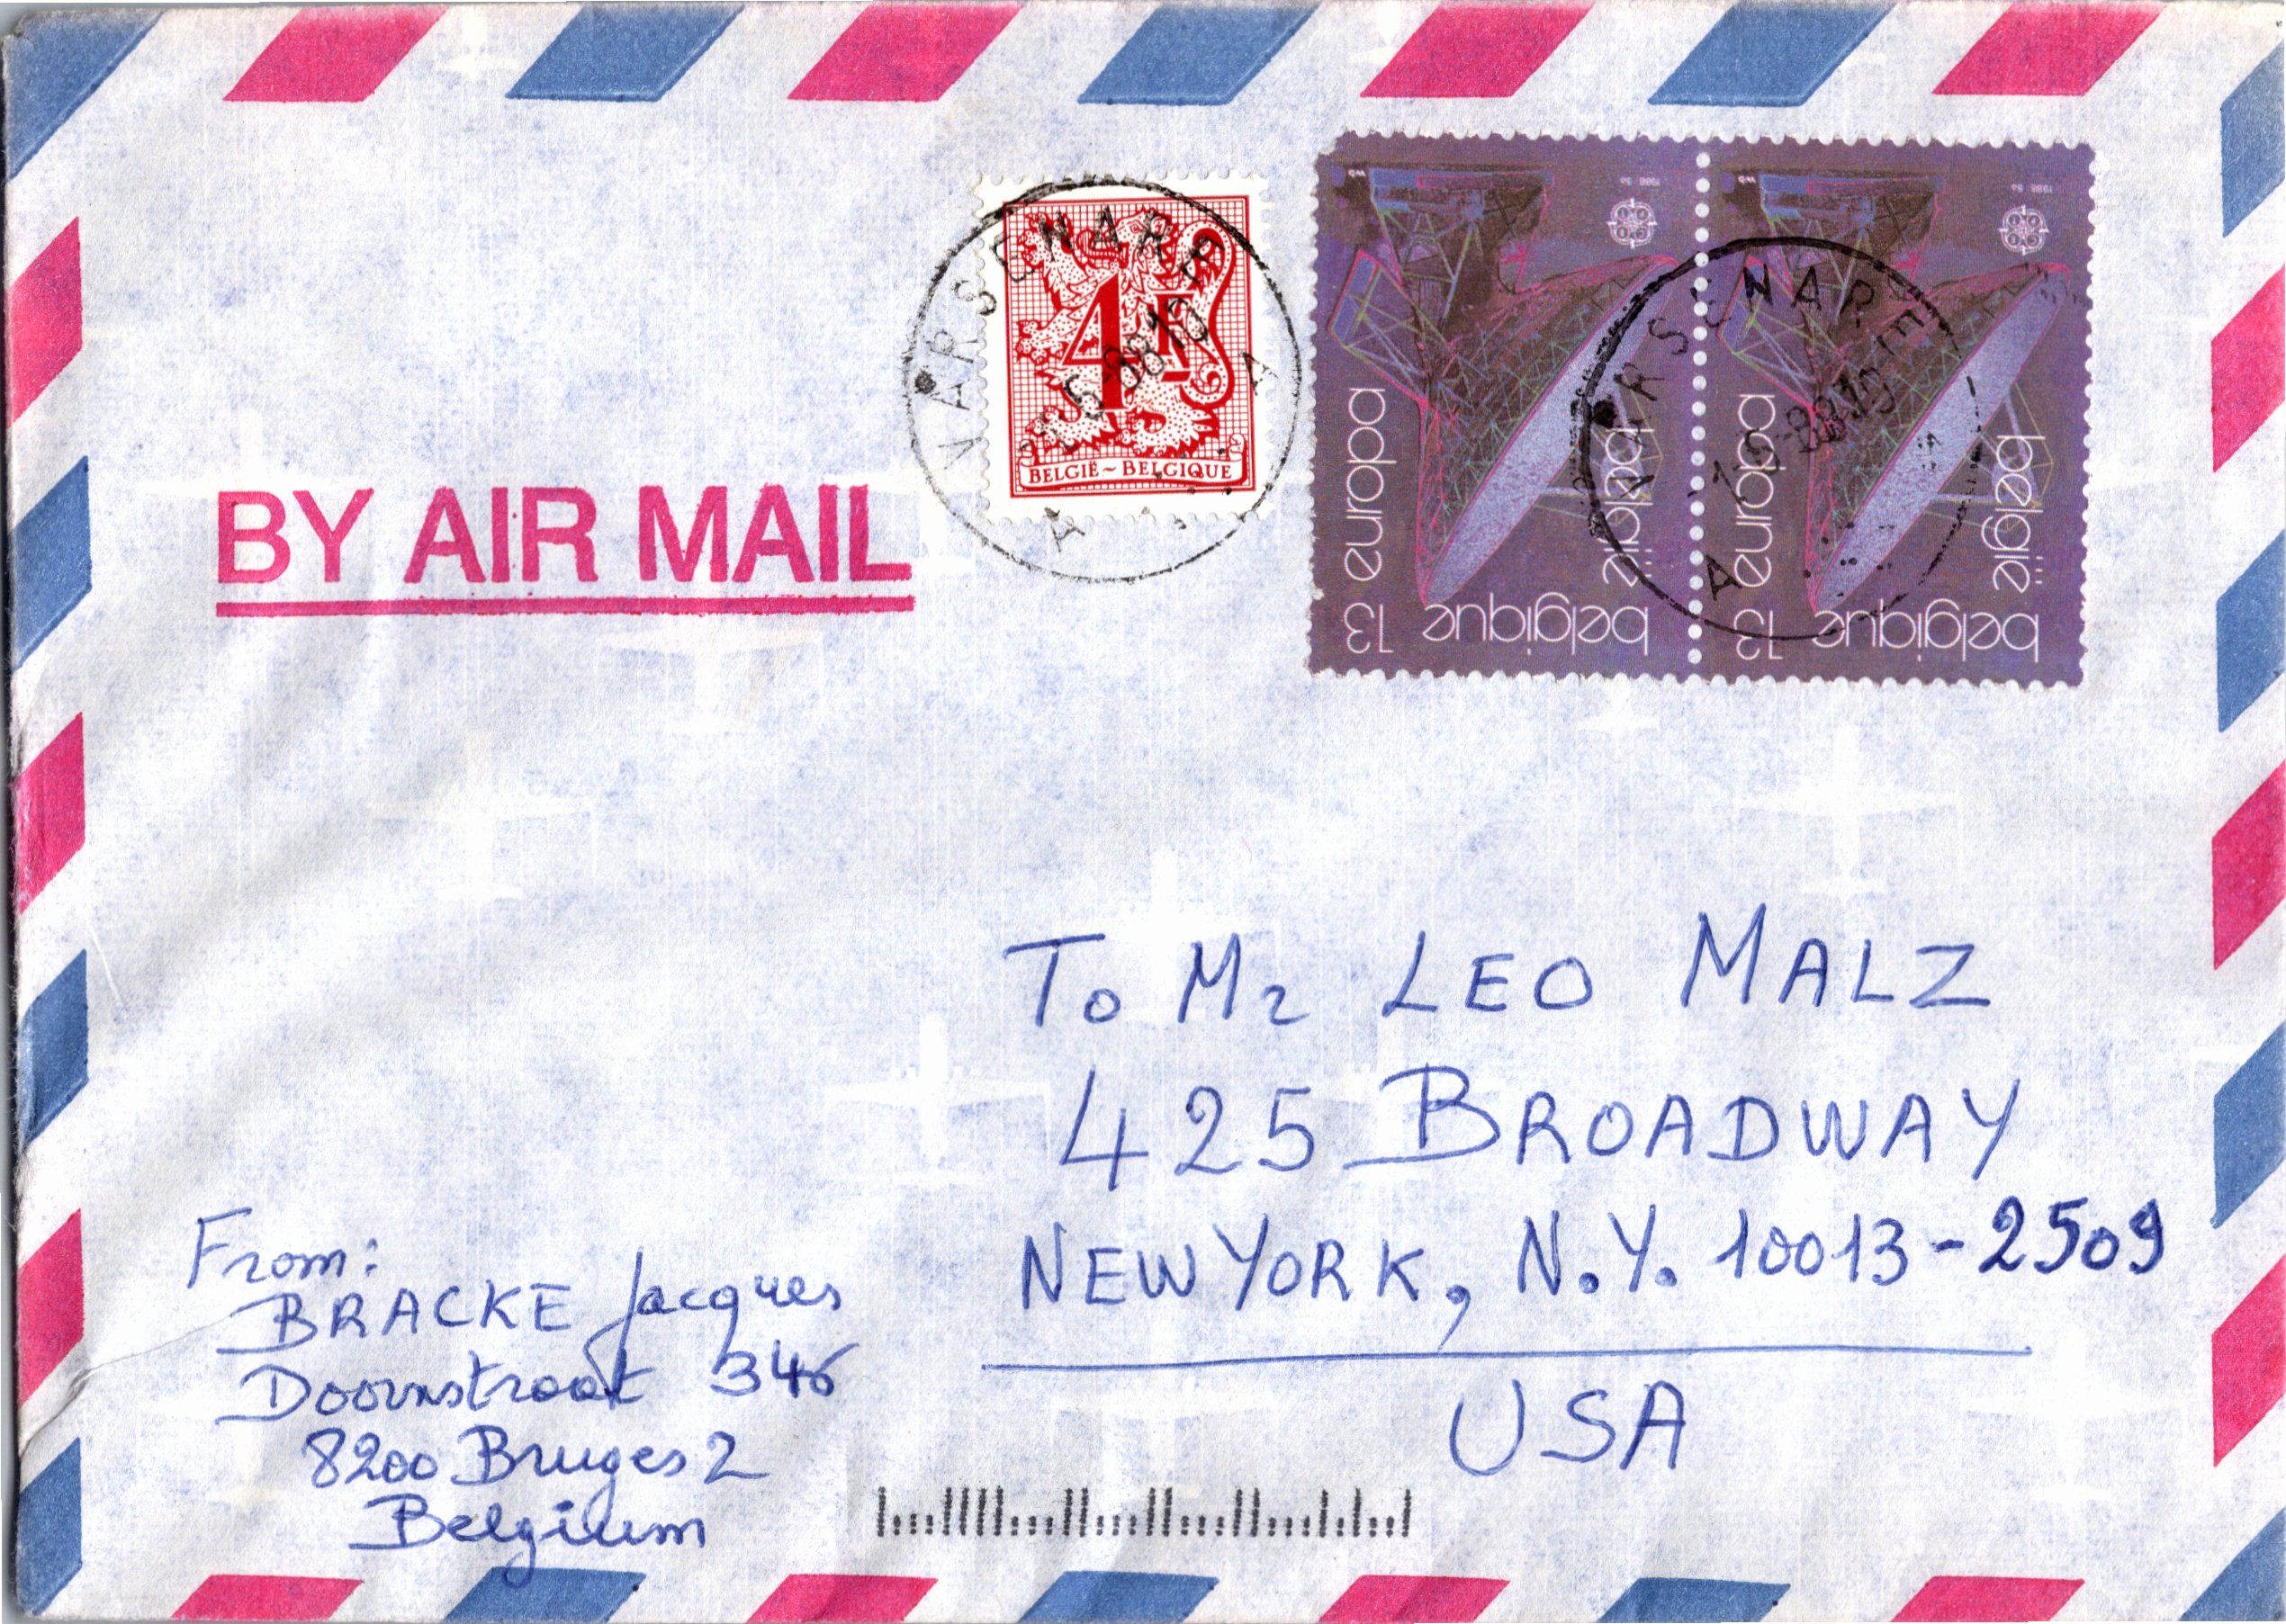 BY AIR MAIL
VARSENARE
A A
4F
BELGIË ~ BELGIQUE
europa
belgië
13 belgique
europa
belgië
13 belgique
VARSSENARE
A
To Mr LEO MALZ
425 BROADWAY
NEW YORK, N.Y. 10013-2509
USA
From:
BRACKE Jacques
Doornstraat 346
8200 Bruges 2
Belgium